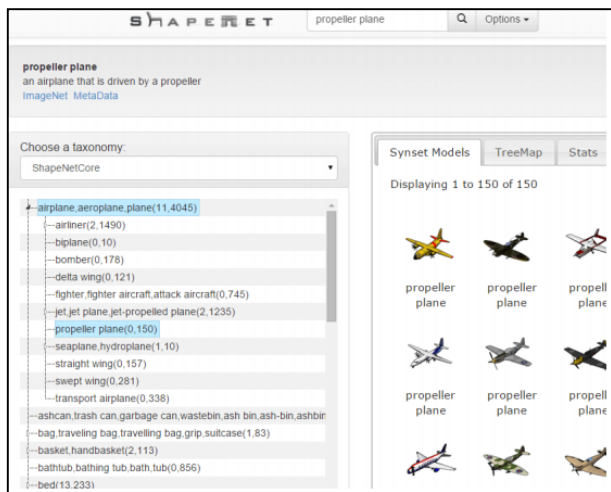 SHAPENET
propeller plane
Options
propeller plane
an airplane that is driven by a propeller
ImageNet MetaData
Choose a taxonomy:
ShapeNetCore
airplane,aeroplane,plane(11,4045)
airliner(2,1490)
biplane(0,10)
bomber(0,178)
delta wing(0,121)
fighter,fighter aircraft,attack aircraft(0,745)
jet,jet plane,jet-propelled plane(2,1235)
propeller plane(0,150)
seaplane,hydroplane(1,10)
straight wing(0,157)
swept wing(0,281)
transport airplane(0,338)
ashcan,trash can,garbage can,wastebin,ash bin,ash-bin,ashbin
bag,traveling bag,travelling bag,grip,suitcase(1,83)
basket,handbasket(2,113)
bathtub,bathing tub,bath,tub(0,856)
bed(13,233)
Synset Models
TreeMap
Stats
Displaying 1 to 150 of 150
propeller plane
propeller plane
propeller plane
propeller plane
propeller plane
propeller plane